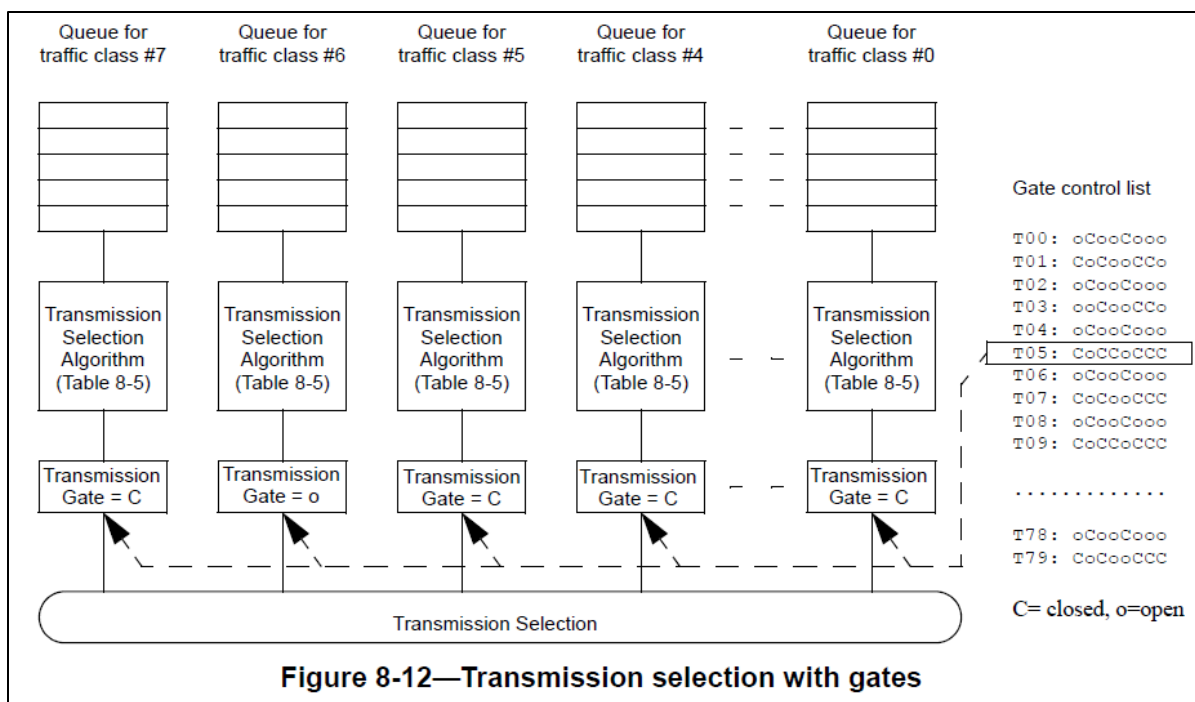 Queue for
traffic class #7
Queue for
traffic class #6
Queue for
traffic class #5
Queue for
traffic class #4
Queue for
traffic class #0
Transmission
Selection
Algorithm
(Table 8-5)
Transmission
Selection
Algorithm
(Table 8-5)
Transmission
Selection
Algorithm
(Table 8-5)
Transmission
Selection
Algorithm
(Table 8-5)
Transmission
Selection
Algorithm
(Table 8-5)
Transmission
Gate = C
Transmission
Gate = o
Transmission
Gate = C
Transmission
Gate = C
Transmission
Gate = C
Transmission Selection
Gate control list
T00: oCooCooo
T01: CoCooCCo
T02: oCooCooo
T03: ooCooCCo
T04: oCooCooo
T05: CoCCoCCC
T06: oCooCooo
T07: CoCooCCC
T08: oCooCooo
T09: CoCCoCCC
.............
T78: oCooCooo
T79: CoCooCCC
C= closed, o=open
Figure 8-12—Transmission selection with gates